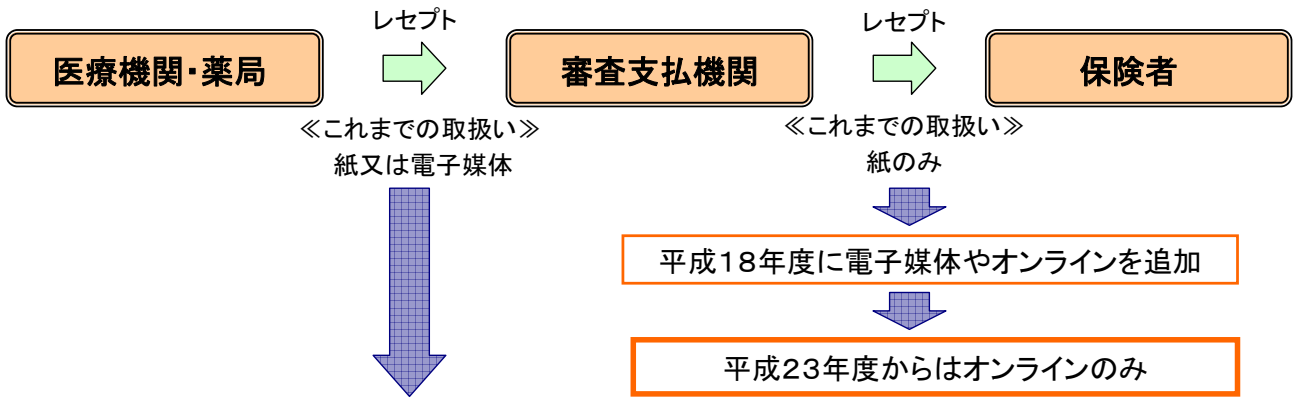 レセプト
レセプト
医療機関・薬局
審査支払機関
保険者
≪これまでの取扱い≫
紙又は電子媒体
≪これまでの取扱い≫
紙のみ
平成18年度に電子媒体やオンラインを追加
平成23年度からはオンラインのみ